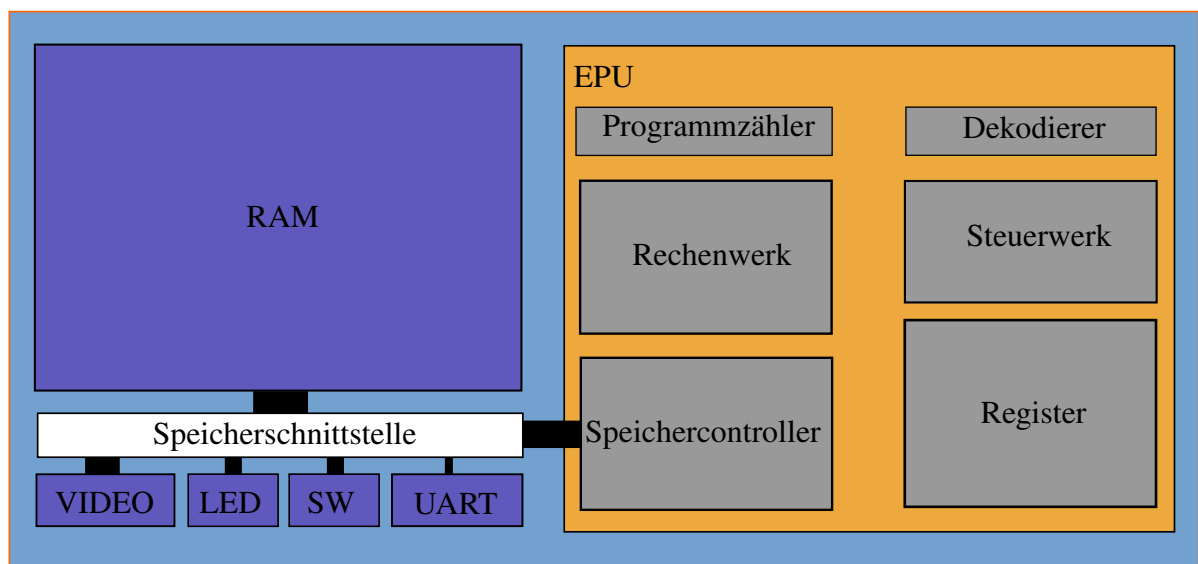 RAM
Speicherschnittstelle
VIDEO
LED
SW
UART
EPU
Programmzähler
Dekodierer
Rechenwerk
Steuerwerk
Speichercontroller
Register